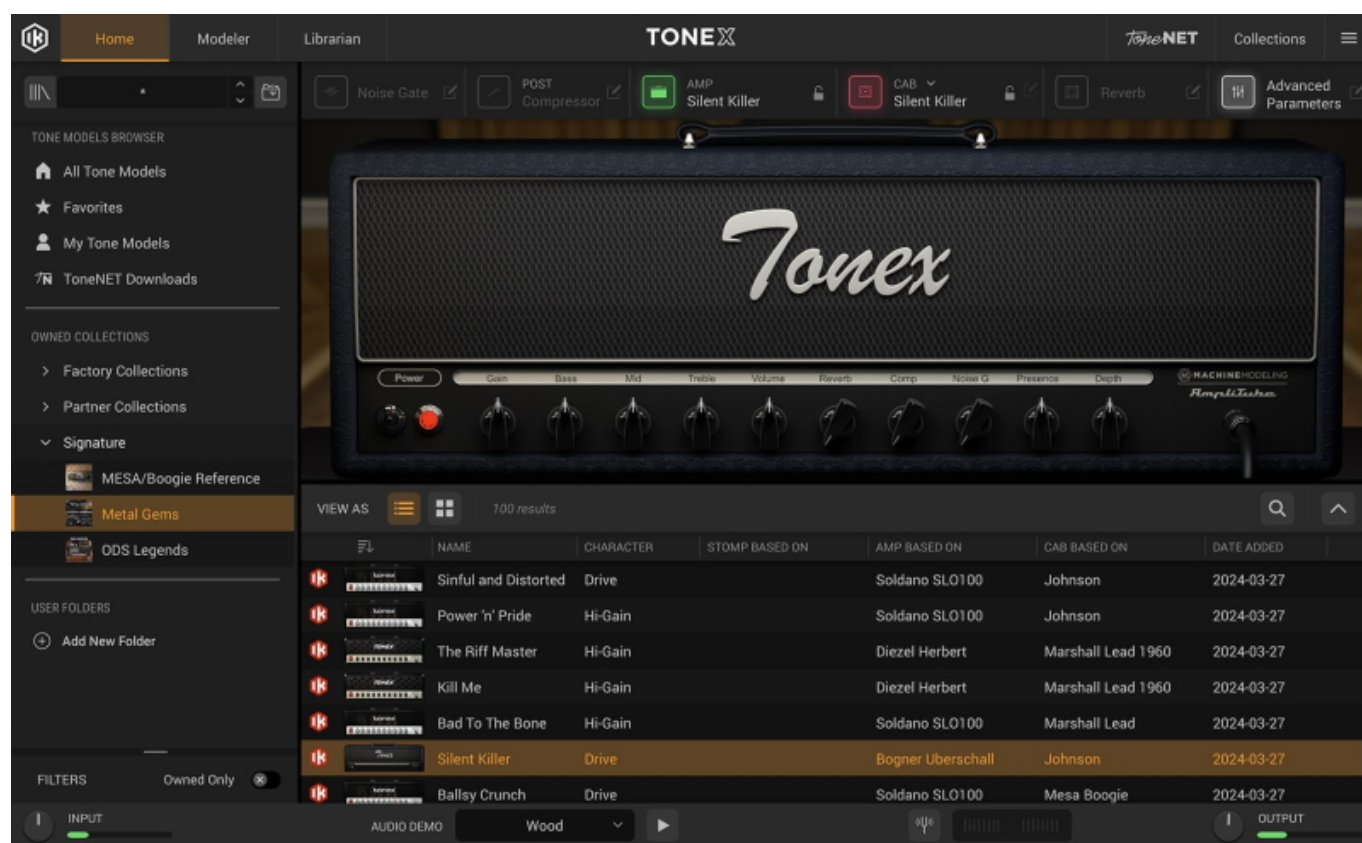 Home
Modeler
Librarian
TONEX
ToneNET
Collections
*
Noise Gate
POST
Compressor
AMP
Silent Killer
CAB
Silent Killer
Reverb
Advanced
Parameters
TONE MODELS BROWSER
All Tone Models
Favorites
My Tone Models
ToneNET Downloads
OWNED COLLECTIONS
Factory Collections
Partner Collections
Signature
MESA/Boogie Reference
Metal Gems
ODS Legends
USER FOLDERS
Add New Folder
FILTERS Owned Only
Tonex
Power Gain Bass Mid Treble Volume Reverb Comp Noise G Presence Depth
MACHINE MODELING
AmpliTube
VIEW AS 100 results
NAME CHARACTER STOMP BASED ON AMP BASED ON CAB BASED ON DATE ADDED
Sinful and Distorted Drive Soldano SLO100 Johnson 2024-03-27
Power 'n' Pride Hi-Gain Soldano SLO100 Johnson 2024-03-27
The Riff Master Hi-Gain Diezel Herbert Marshall Lead 1960 2024-03-27
Kill Me Hi-Gain Diezel Herbert Marshall Lead 1960 2024-03-27
Bad To The Bone Hi-Gain Soldano SLO100 Marshall Lead 2024-03-27
Silent Killer Drive Bogner Uberschall Johnson 2024-03-27
Ballsy Crunch Drive Soldano SLO100 Mesa Boogie 2024-03-27
INPUT
AUDIO DEMO Wood
OUTPUT